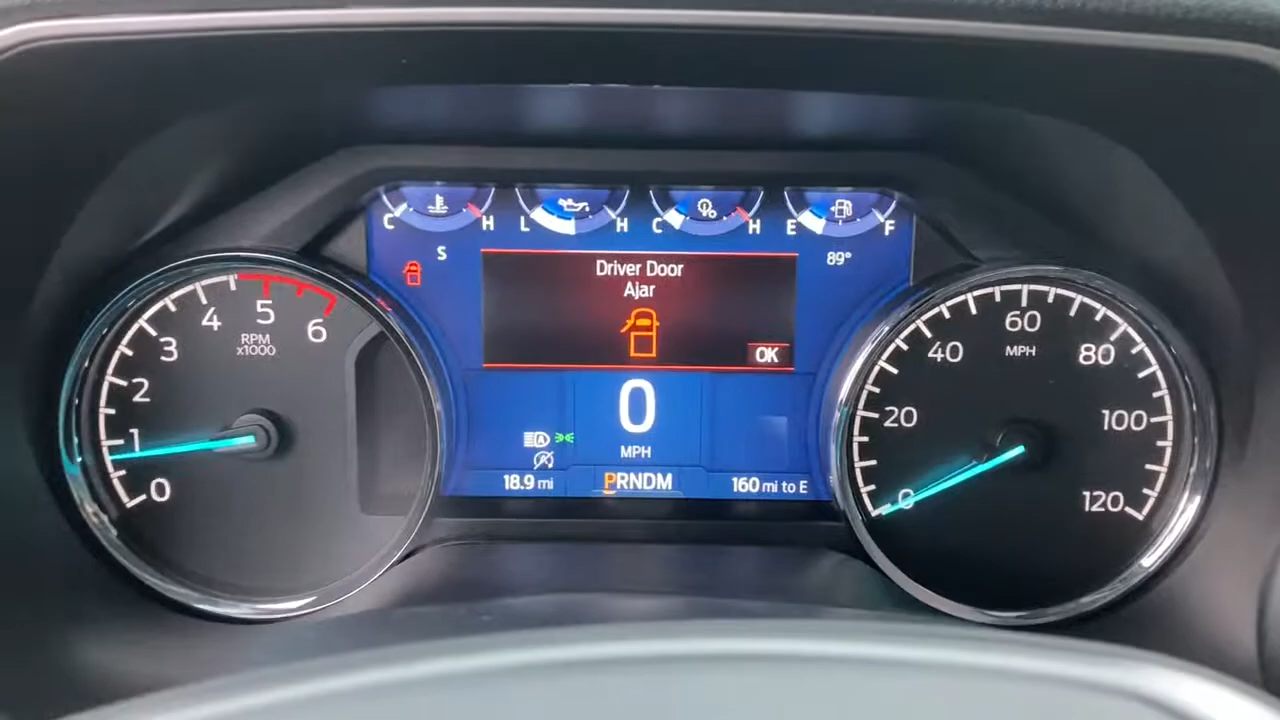 C H L H C H E F
S
89°
Driver Door
Ajar
OK
0
MPH
A
18.9 mi
PRNDM
160 mi to E
0
1
2
3
4
5
6
RPM
x1000
0
20
40
60
80
100
120
MPH